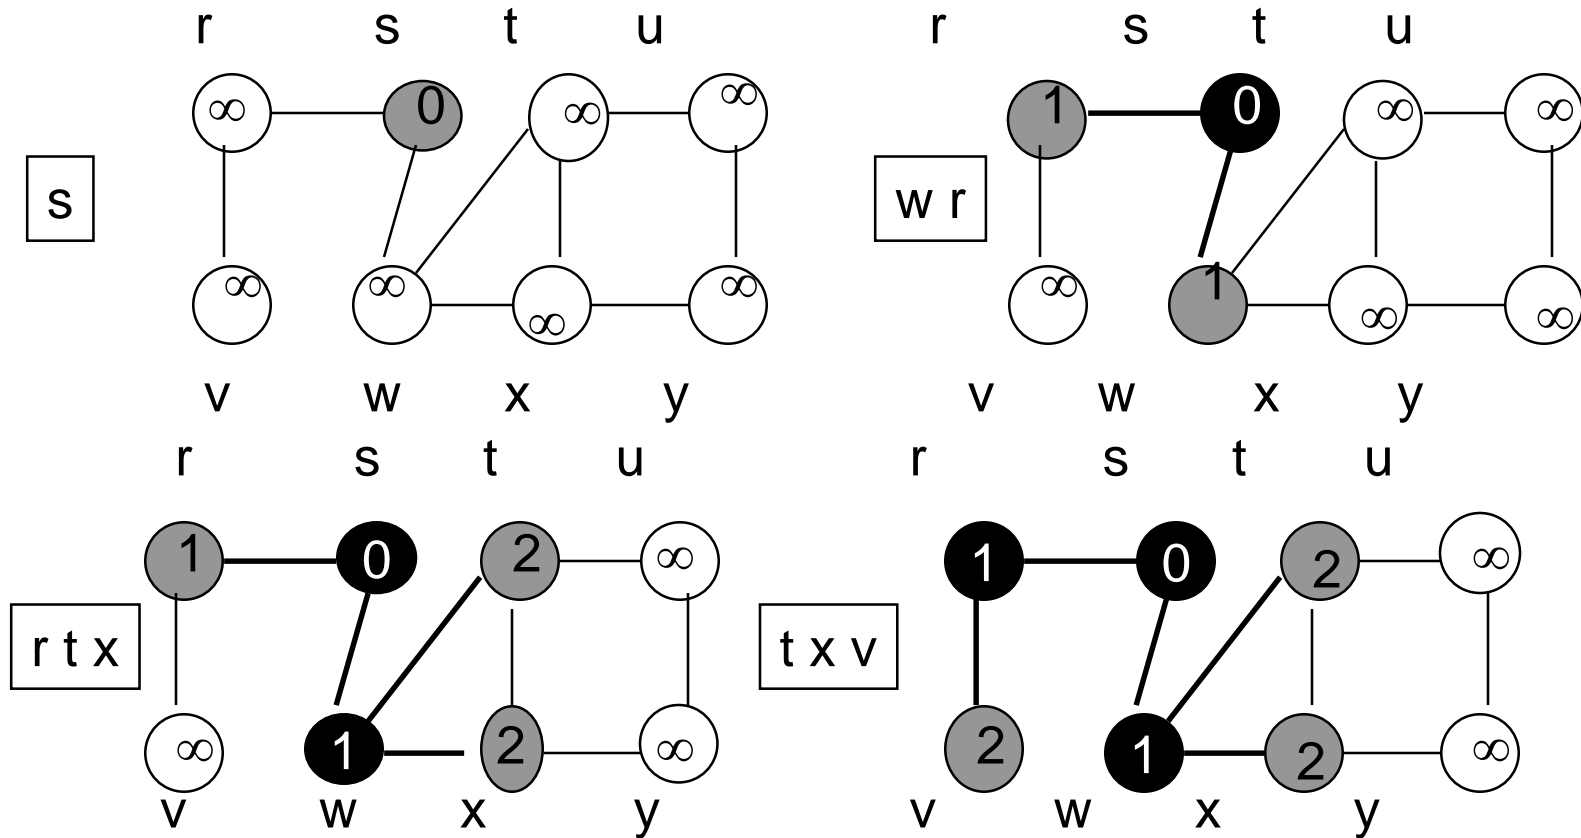 r s t u r s t u
∞ 0 ∞ ∞ 1 0 ∞ ∞
s w r
∞ ∞ ∞ ∞ ∞ 1 ∞ ∞
v w x y v w x y
r s t u r s t u
1 0 2 ∞ 1 0 2 ∞
r t x t x v
∞ 1 2 ∞ 2 1 2 ∞
v w x y v w x y